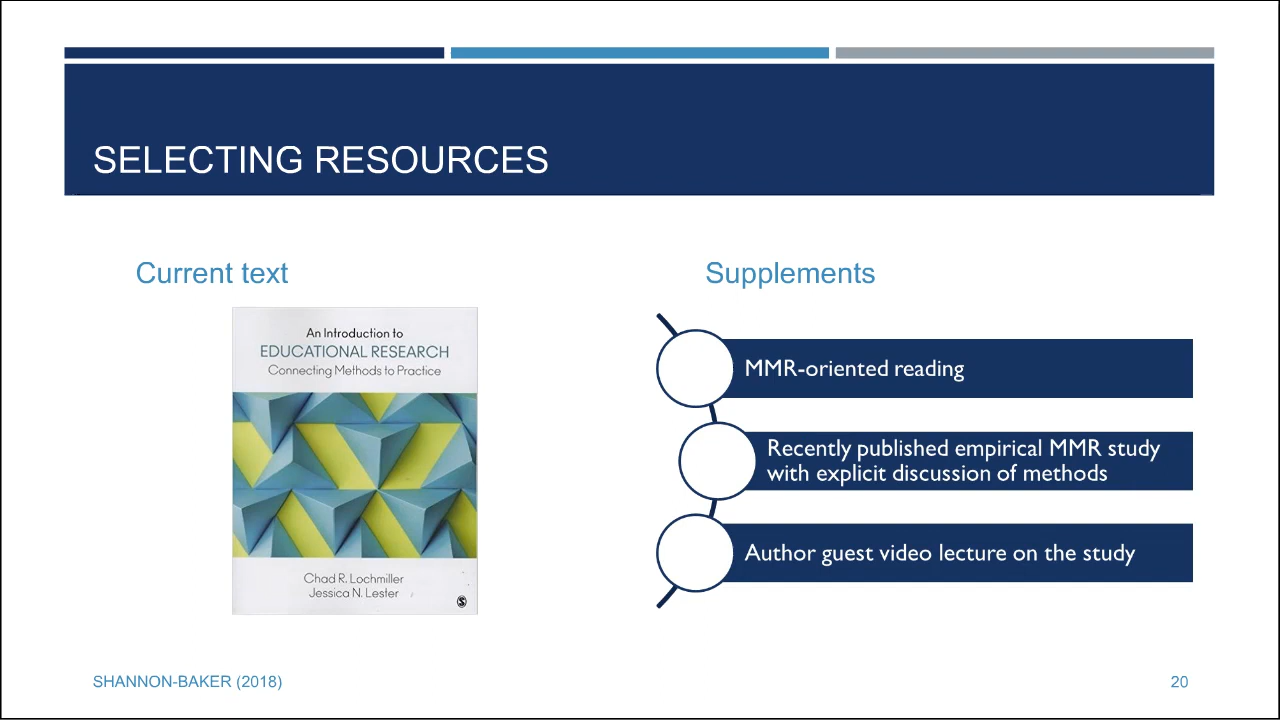 SELECTING RESOURCES
Current text
An Introduction to
EDUCATIONAL RESEARCH
Connecting Methods to Practice
Chad R. Lochmiller
Jessica N. Lester
Supplements
MMR-oriented reading
Recently published empirical MMR study
with explicit discussion of methods
Author guest video lecture on the study
SHANNON-BAKER (2018)
20